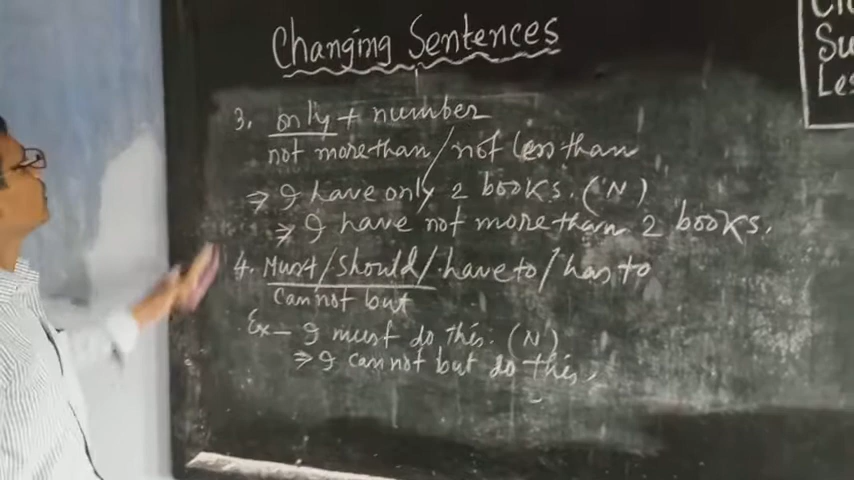 Changing Sentences
3. only + number
not more than / not less than
⇒ I have only 2 books. (N)
⇒ I have not more than 2 books.
4. Must / should / have to / has to
cannot but
Ex - I must do this. (N)
⇒ I cannot but do this.